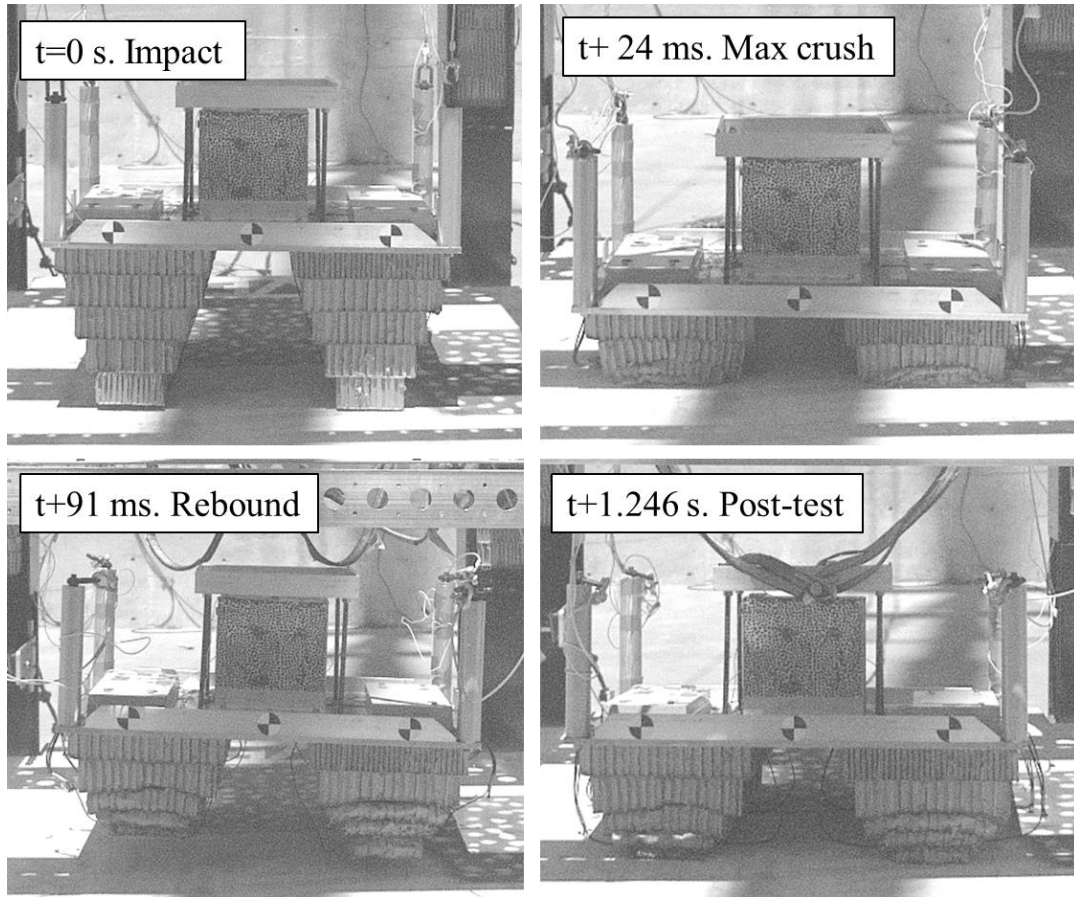 t=0 s. Impact
t+ 24 ms. Max crush
t+91 ms. Rebound
t+1.246 s. Post-test